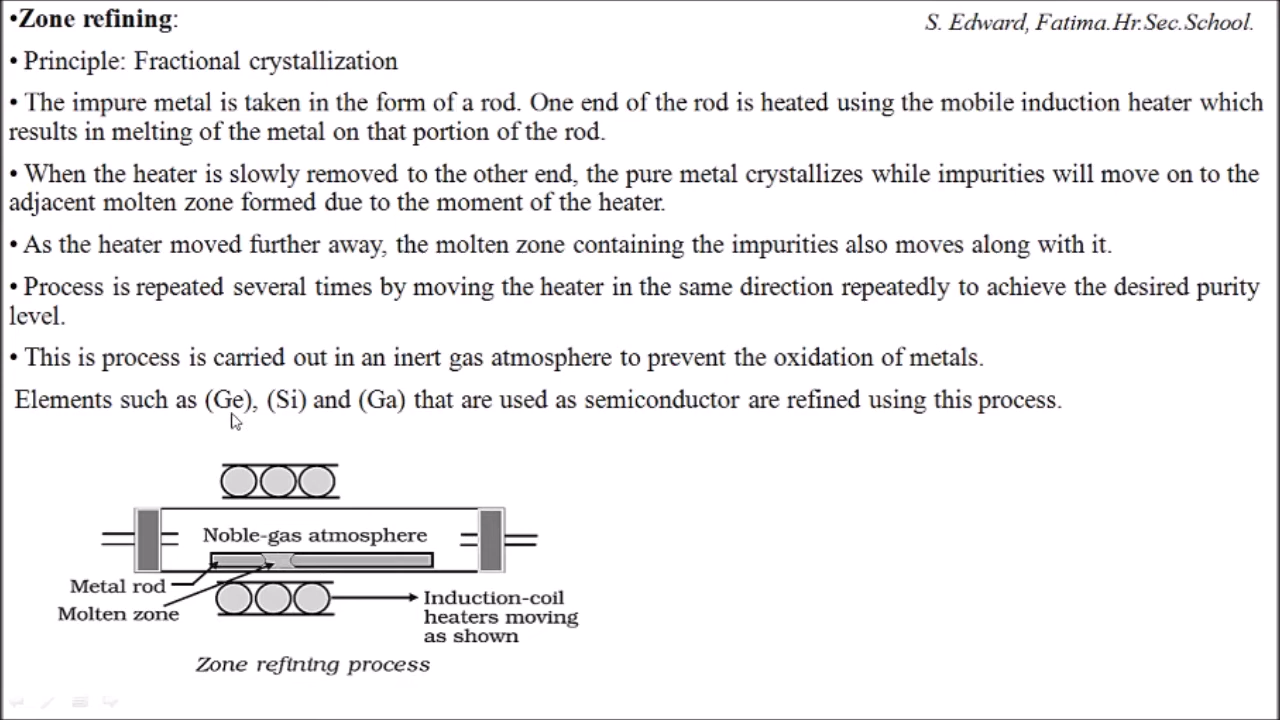 •Zone refining:
S. Edward, Fatima.Hr.Sec.School.
• Principle: Fractional crystallization
• The impure metal is taken in the form of a rod. One end of the rod is heated using the mobile induction heater which
results in melting of the metal on that portion of the rod.
• When the heater is slowly removed to the other end, the pure metal crystallizes while impurities will move on to the
adjacent molten zone formed due to the moment of the heater.
• As the heater moved further away, the molten zone containing the impurities also moves along with it.
• Process is repeated several times by moving the heater in the same direction repeatedly to achieve the desired purity
level.
• This is process is carried out in an inert gas atmosphere to prevent the oxidation of metals.
Elements such as (Ge), (Si) and (Ga) that are used as semiconductor are refined using this process.
Noble-gas atmosphere
Metal rod
Molten zone
Induction-coil
heaters moving
as shown
Zone refining process